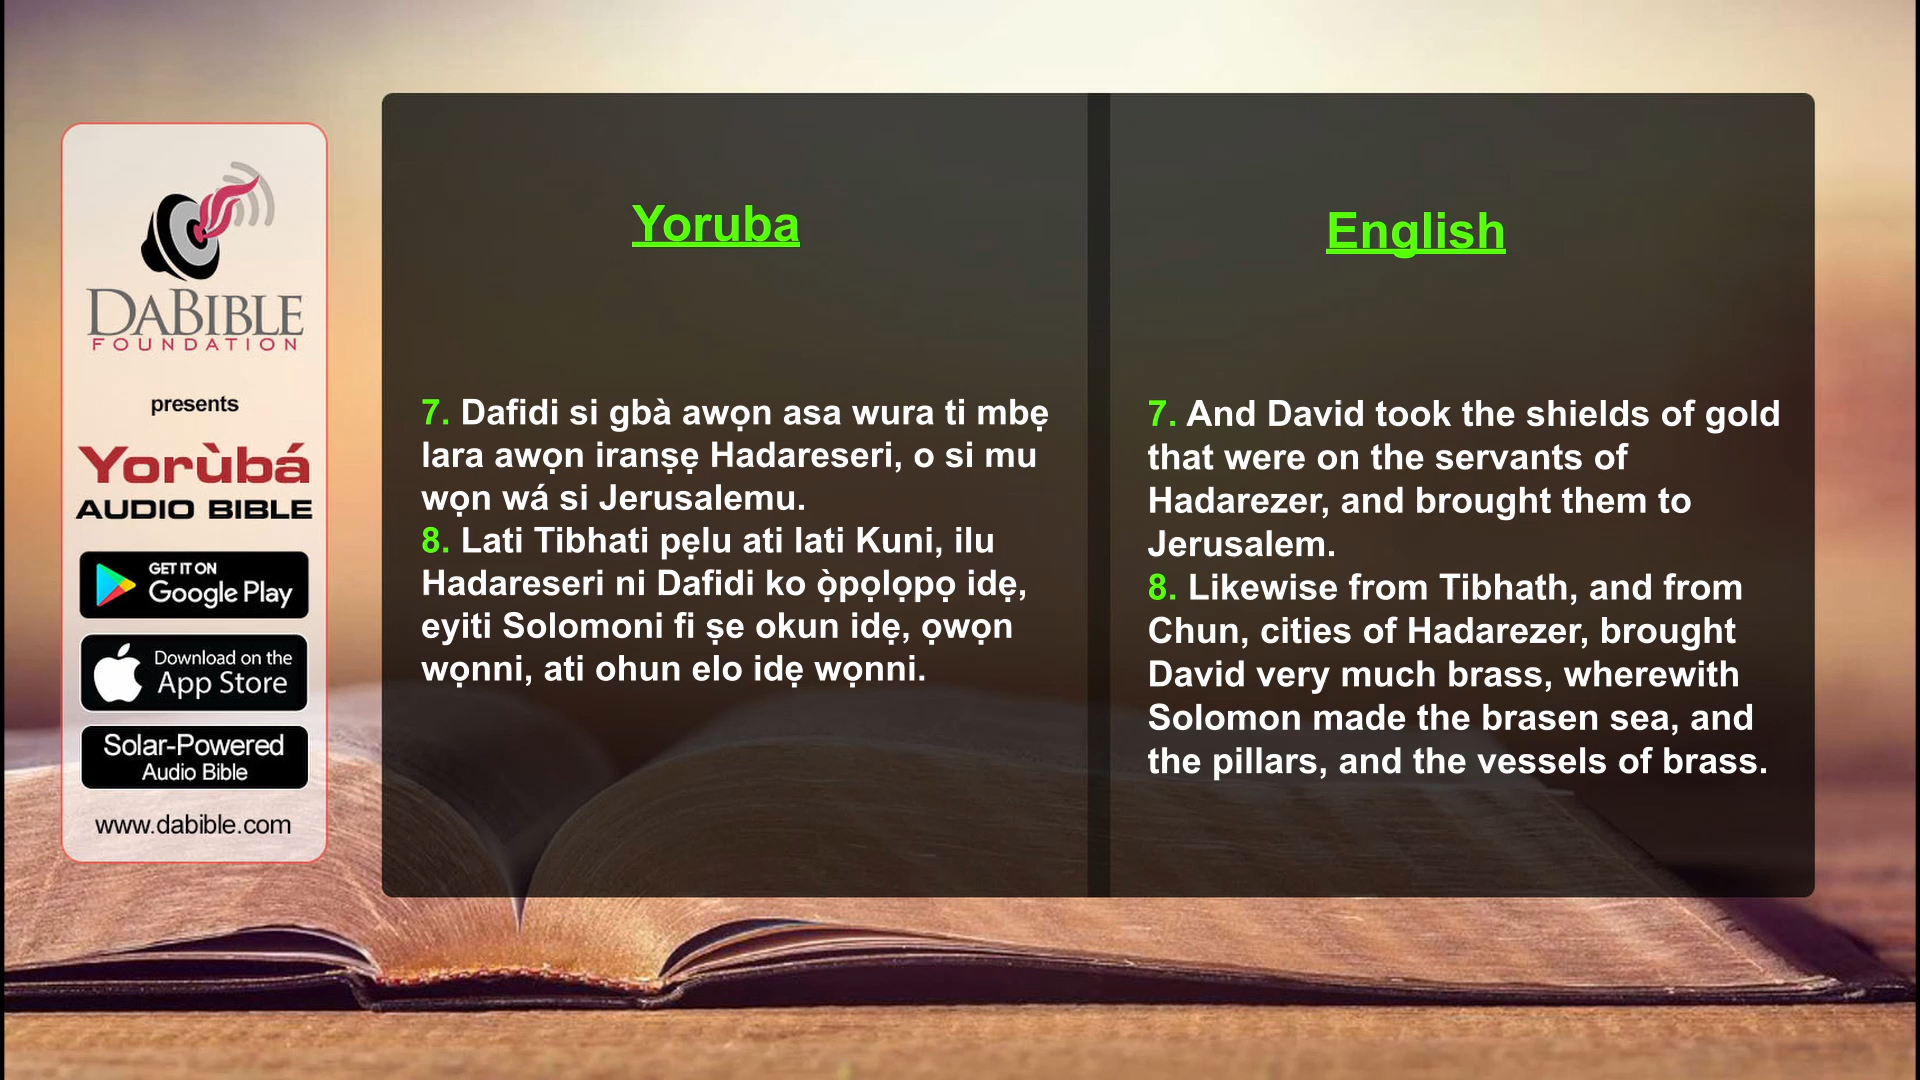 DABIBLE
FOUNDATION
presents
Yorùbá
AUDIO BIBLE
GET IT ON
Google Play
Download on the
App Store
Solar-Powered
Audio Bible
www.dabible.com
Yoruba
7. Dafidi si gbà awọn asa wura ti mbẹ
lara awọn iranṣẹ Hadareseri, o si mu
wọn wá si Jerusalemu.
8. Lati Tibhati pẹlu ati lati Kuni, ilu
Hadareseri ni Dafidi ko ọ̀pọlọpọ idẹ,
eyiti Solomoni fi ṣe okun idẹ, ọwọn
wọnni, ati ohun elo idẹ wọnni.
English
7. And David took the shields of gold
that were on the servants of
Hadarezer, and brought them to
Jerusalem.
8. Likewise from Tibhath, and from
Chun, cities of Hadarezer, brought
David very much brass, wherewith
Solomon made the brasen sea, and
the pillars, and the vessels of brass.